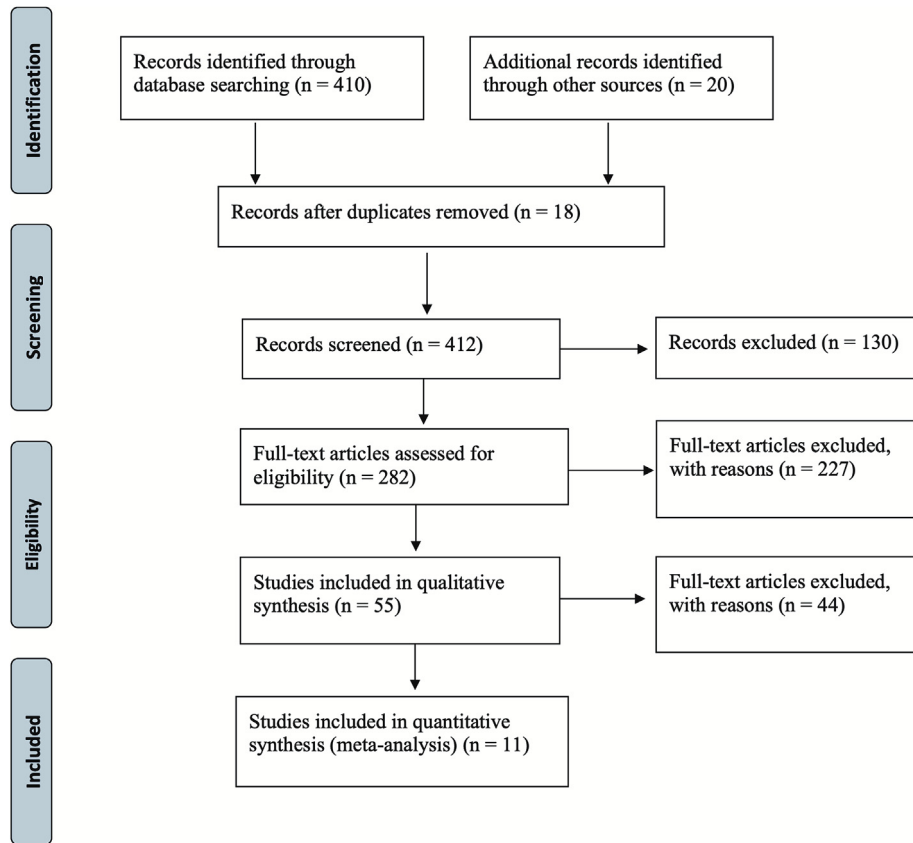 Identification
Records identified through
database searching (n = 410)
Additional records identified
through other sources (n = 20)
Records after duplicates removed (n = 18)
Screening
Records screened (n = 412)
Records excluded (n = 130)
Eligibility
Full-text articles assessed for
eligibility (n = 282)
Full-text articles excluded,
with reasons (n = 227)
Studies included in qualitative
synthesis (n = 55)
Full-text articles excluded,
with reasons (n = 44)
Included
Studies included in quantitative
synthesis (meta-analysis) (n = 11)